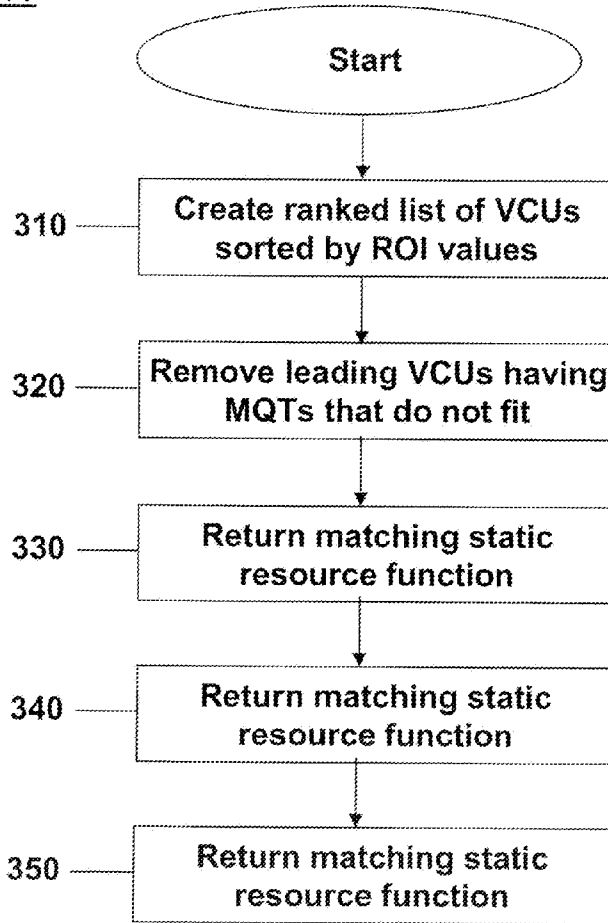 Start
310
Create ranked list of VCUs
sorted by ROI values
320
Remove leading VCUs having
MQTs that do not fit
330
Return matching static
resource function
340
Return matching static
resource function
350
Return matching static
resource function